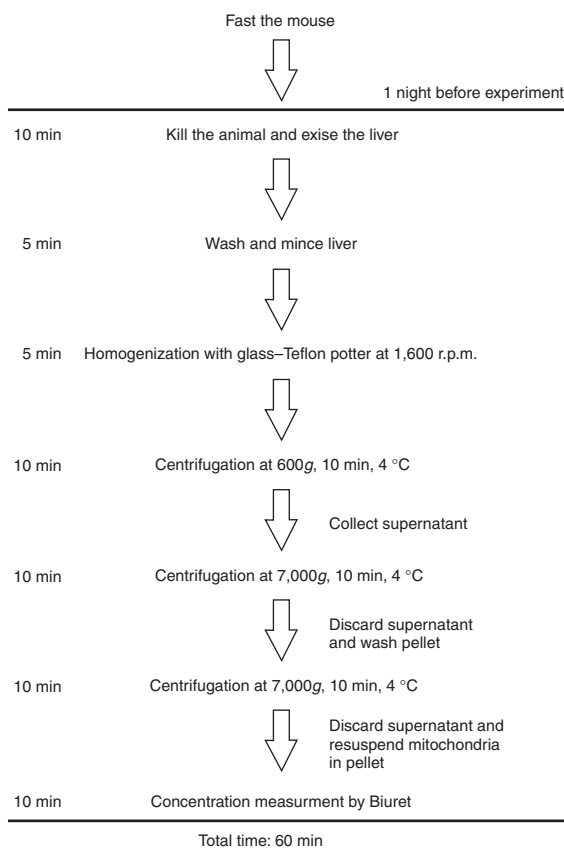 Fast the mouse
1 night before experiment
10 min Kill the animal and exise the liver
5 min Wash and mince liver
5 min Homogenization with glass–Teflon potter at 1,600 r.p.m.
10 min Centrifugation at 600g, 10 min, 4 °C
Collect supernatant
10 min Centrifugation at 7,000g, 10 min, 4 °C
Discard supernatant
and wash pellet
10 min Centrifugation at 7,000g, 10 min, 4 °C
Discard supernatant and
resuspend mitochondria
in pellet
10 min Concentration measurment by Biuret
Total time: 60 min